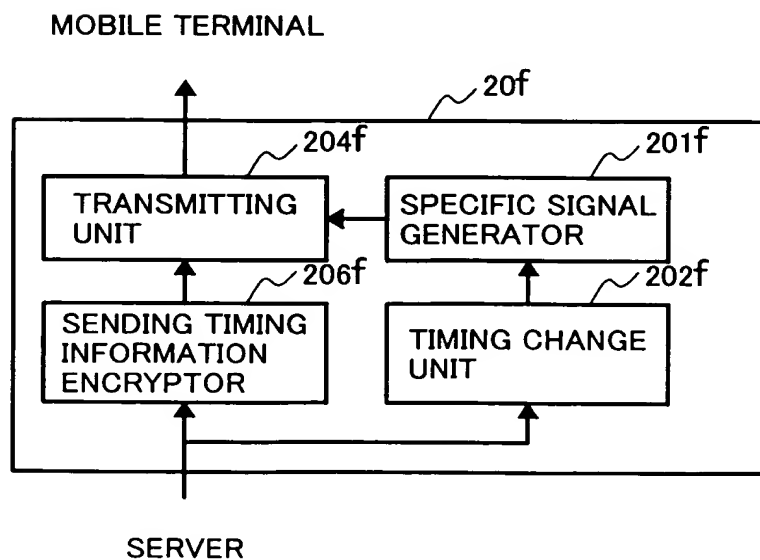 MOBILE TERMINAL
20f
204f
201f
TRANSMITTING
UNIT
SPECIFIC SIGNAL
GENERATOR
206f
202f
SENDING TIMING
INFORMATION
ENCRYPTOR
TIMING CHANGE
UNIT
SERVER